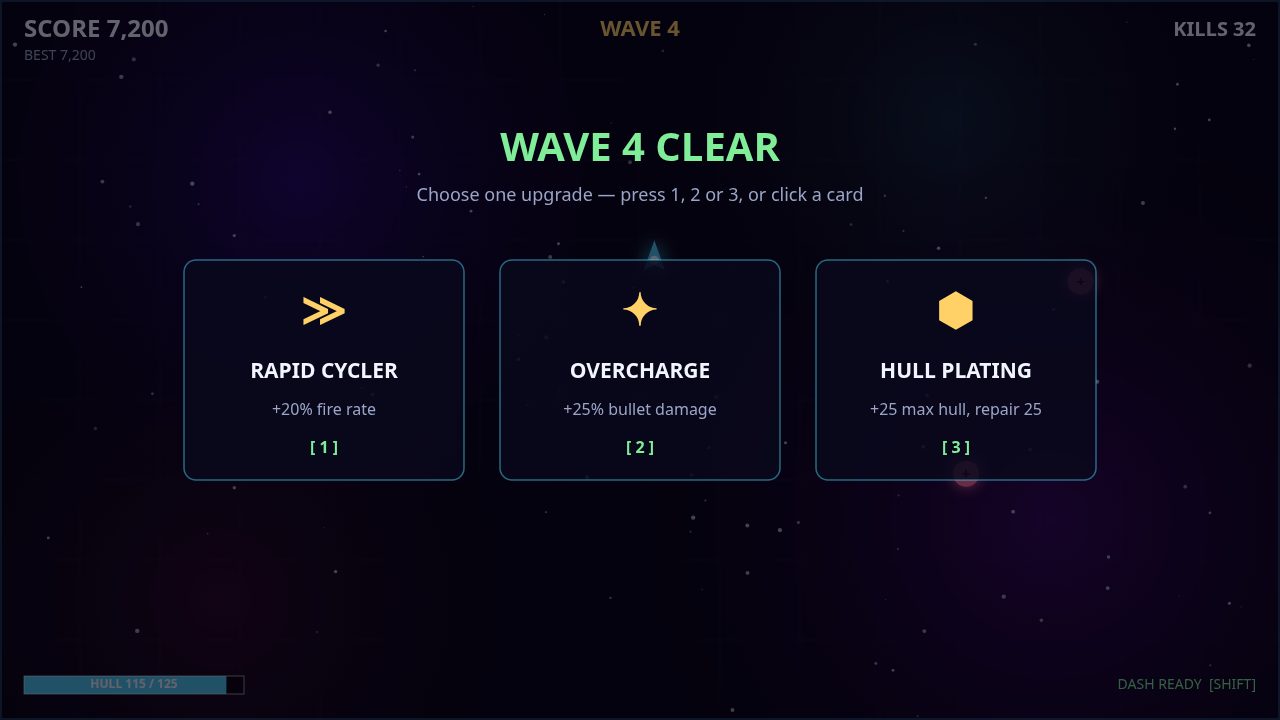 SCORE 7,200
WAVE 4
KILLS 32
BEST 7,200
WAVE 4 CLEAR
Choose one upgrade — press 1, 2 or 3, or click a card
RAPID CYCLER
+20% fire rate
[ 1 ]
OVERCHARGE
+25% bullet damage
[ 2 ]
HULL PLATING
+25 max hull, repair 25
[ 3 ]
HULL 115 / 125
DASH READY [SHIFT]